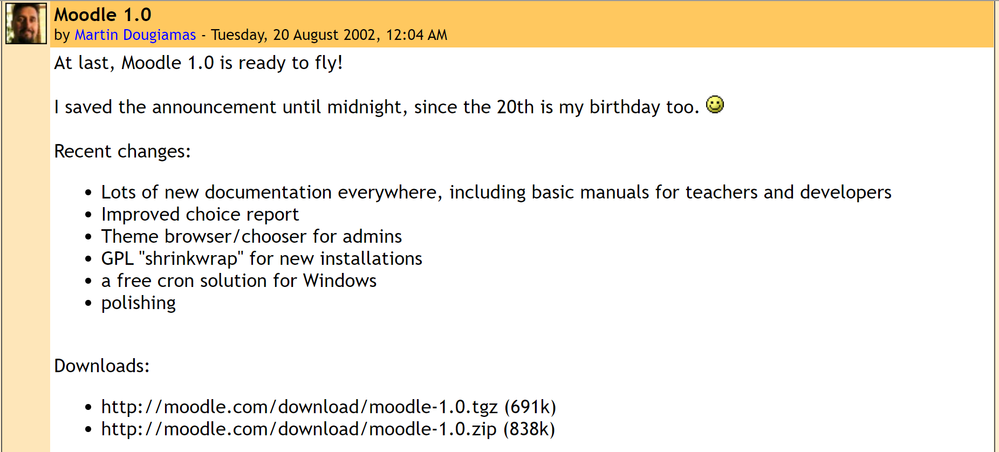 Moodle 1.0
by Martin Dougiamas - Tuesday, 20 August 2002, 12:04 AM
At last, Moodle 1.0 is ready to fly!
I saved the announcement until midnight, since the 20th is my birthday too.
Recent changes:
• Lots of new documentation everywhere, including basic manuals for teachers and developers
• Improved choice report
• Theme browser/chooser for admins
• GPL "shrinkwrap" for new installations
• a free cron solution for Windows
• polishing
Downloads:
• http://moodle.com/download/moodle-1.0.tgz (691k)
• http://moodle.com/download/moodle-1.0.zip (838k)